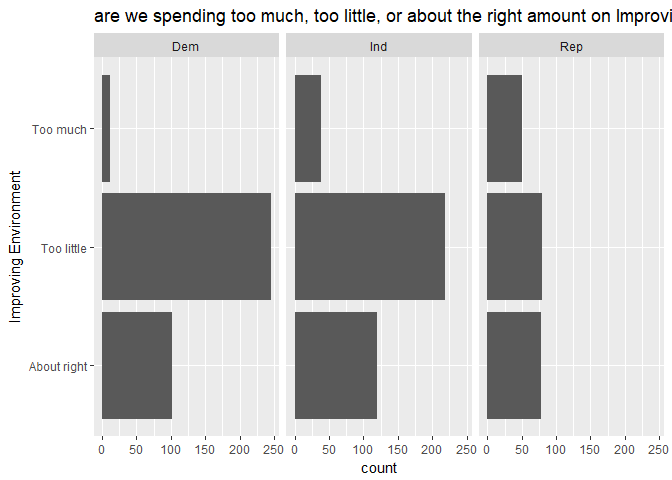 are we spending too much, too little, or about the right amount on Improvi
Dem Ind Rep
Improving Environment
Too much
Too little
About right
0 50 100 150 200 250 0 50 100 150 200 250 0 50 100 150 200 250
count